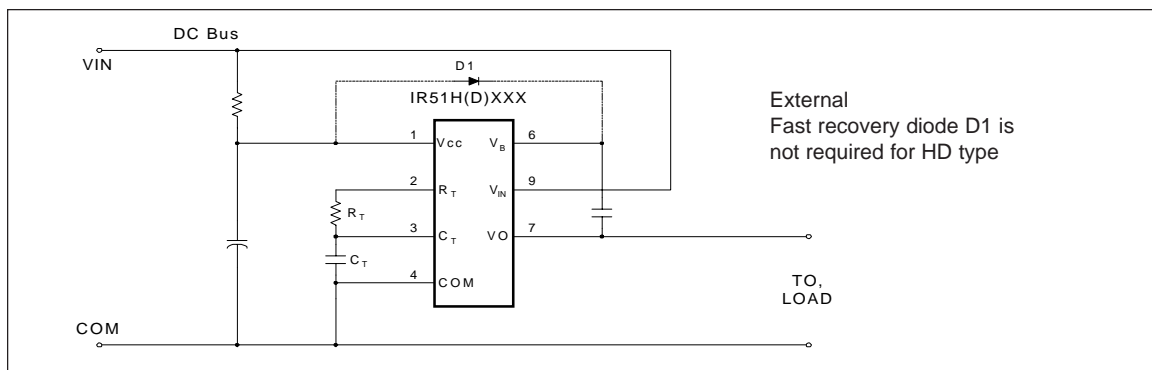 DC Bus
VIN
D1
IR51H(D)XXX
External
Fast recovery diode D1 is
not required for HD type
1 Vcc VB 6
2 RT VIN 9
RT
3 CT VO 7
CT
4 COM
TO,
LOAD
COM